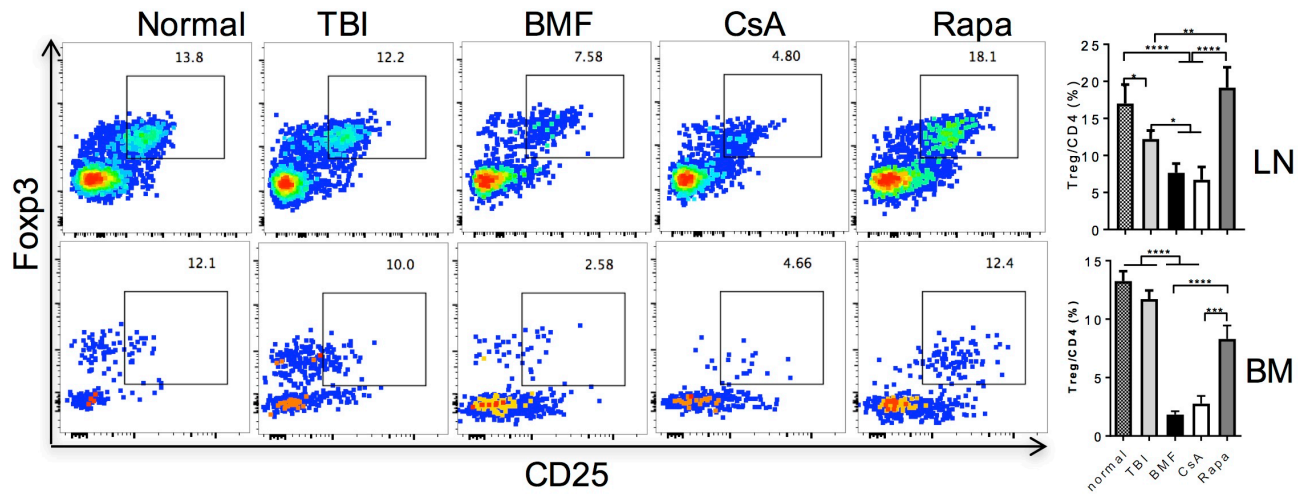 Normal TBI BMF CsA Rapa
13.8 12.2 7.58 4.80 18.1
Foxp3
12.1 10.0 2.58 4.66 12.4
CD25
25
20
15
10
5
0
Treg/CD4 (%)
** 
**** ****
*
*
LN
15
10
5
0
Treg/CD4 (%)
****
****
***
BM
normal TBI BMF CsA Rapa